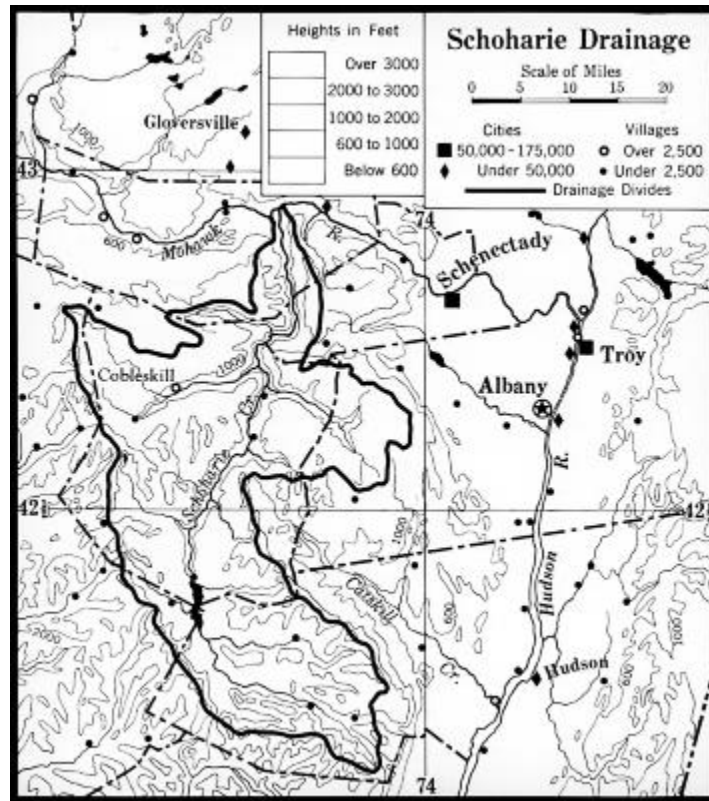 Heights in Feet
Over 3000
2000 to 3000
1000 to 2000
600 to 1000
Below 600
Schoharie Drainage
Scale of Miles
0 5 10 15 20
Cities Villages
50,000-175,000 Over 2,500
Under 50,000 Under 2,500
Drainage Divides
1000
Gloversville
43
74
600
Mohawk
R.
Schenectady
Troy
Cobleskill
1000
Albany
Schoharie
Cr.
R.
42
42
1000
Hudson
Catskill
Cr.
600
1000
600
2000
Hudson
74